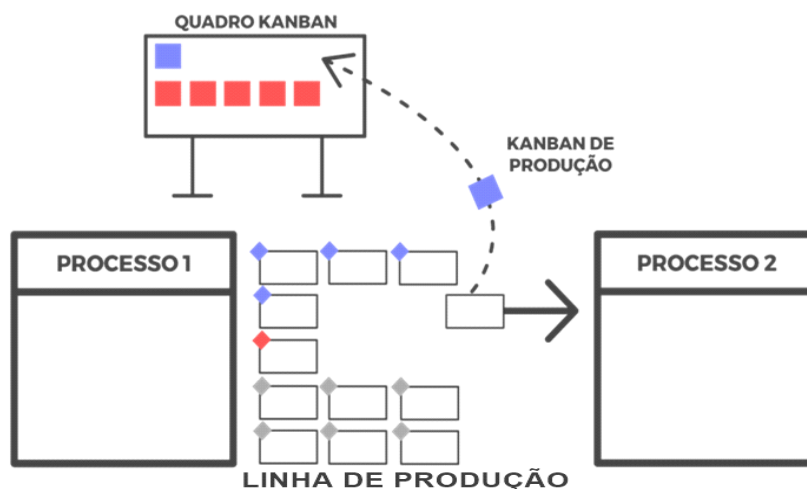 QUADRO KANBAN
KANBAN DE
PRODUÇÃO
PROCESSO 1
PROCESSO 2
LINHA DE PRODUÇÃO